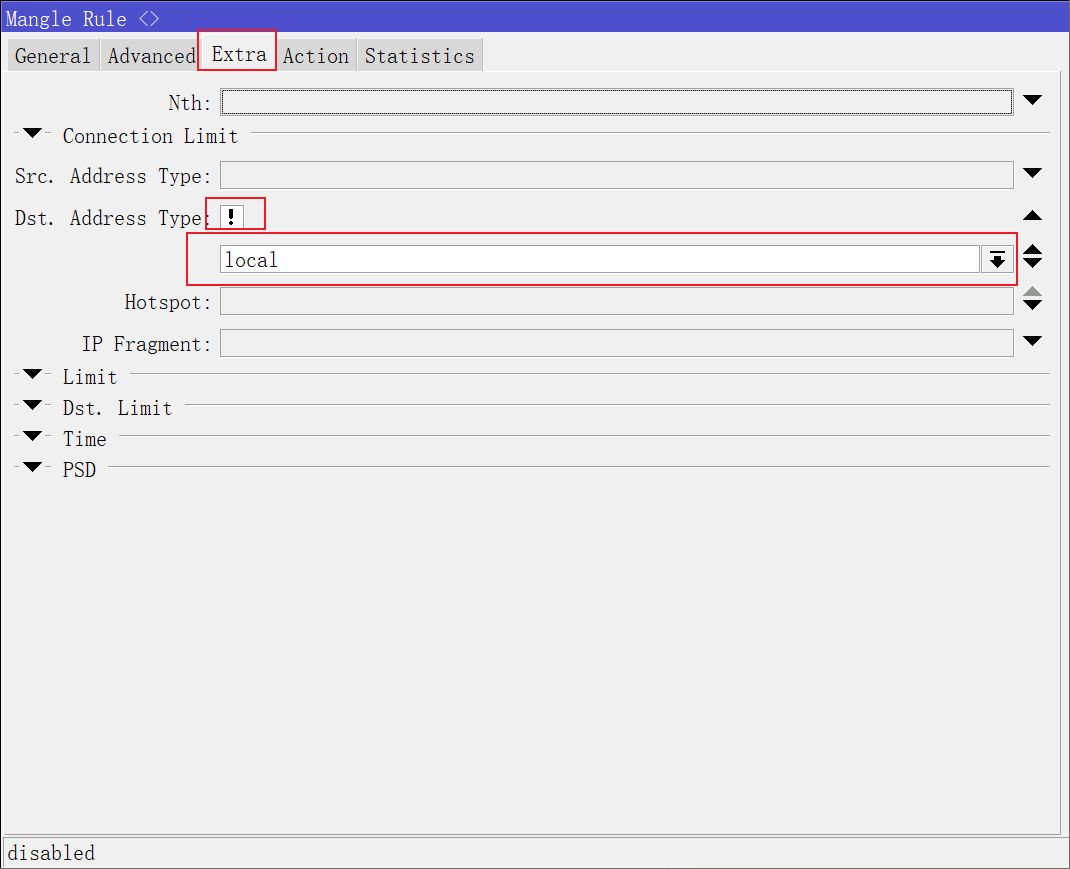 Mangle Rule <>
General Advanced Extra Action Statistics
Nth:
Connection Limit
Src. Address Type:
Dst. Address Type: !
local
Hotspot:
IP Fragment:
Limit
Dst. Limit
Time
PSD
disabled